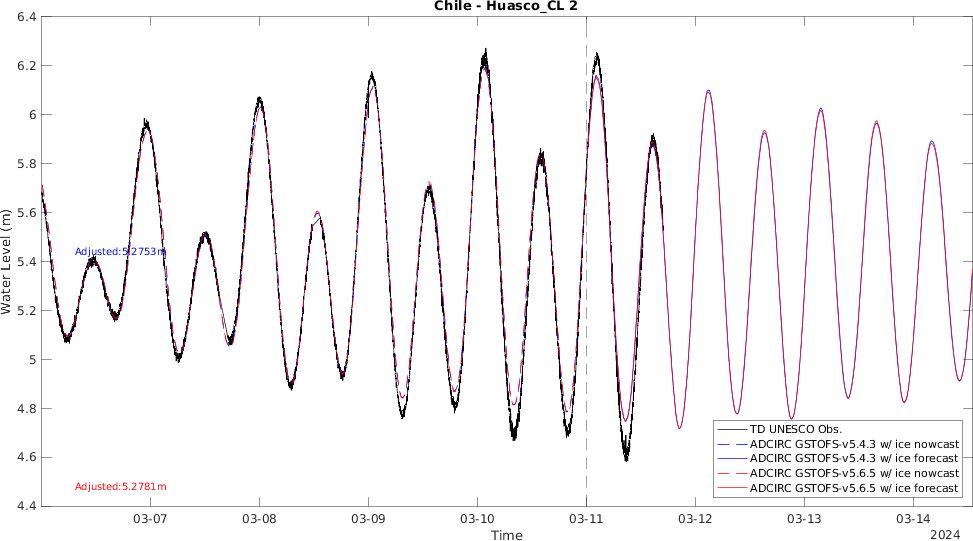 Chile - Huasco_CL 2
6.4
6.2
6
5.8
5.6
5.4
5.2
5
4.8
4.6
4.4
Water Level (m)
Adjusted:5.2753m
Adjusted:5.2781m
TD UNESCO Obs.
ADCIRC GSTOFS-v5.4.3 w/ ice nowcast
ADCIRC GSTOFS-v5.4.3 w/ ice forecast
ADCIRC GSTOFS-v5.6.5 w/ ice nowcast
ADCIRC GSTOFS-v5.6.5 w/ ice forecast
03-07 03-08 03-09 03-10 03-11 03-12 03-13 03-14
Time
2024